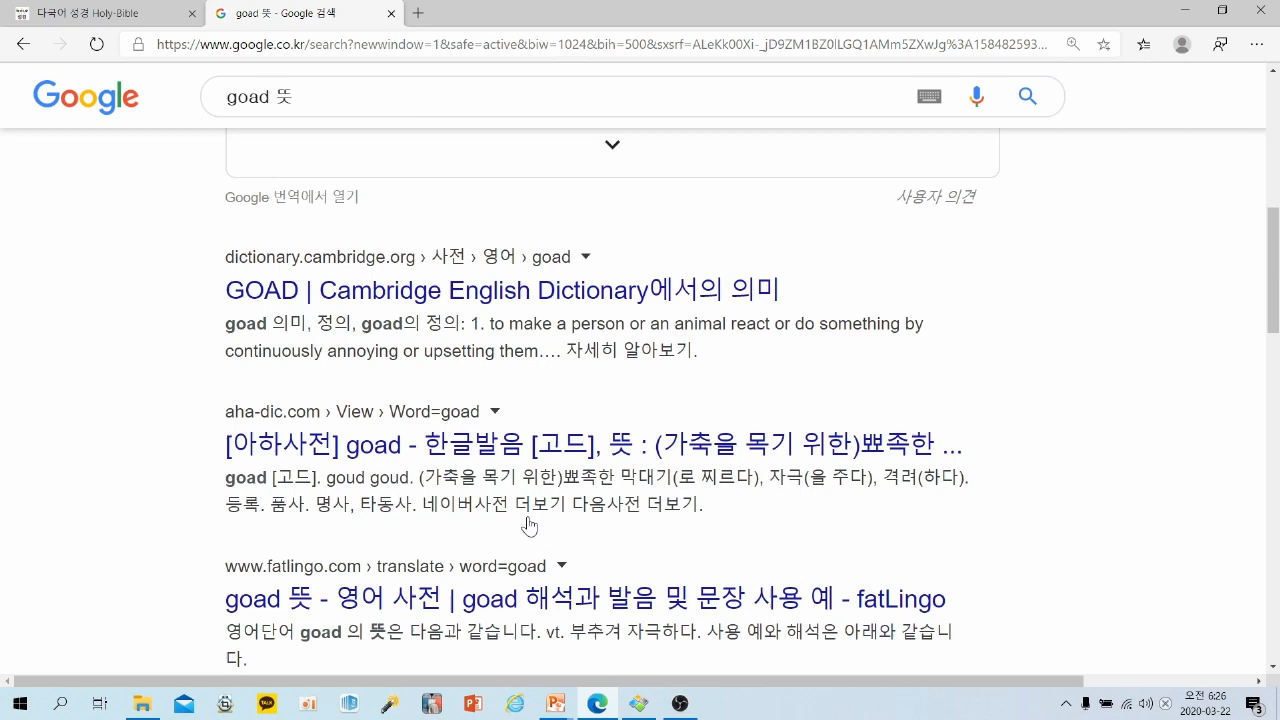 다국어 성경 Holy-Bible
goad 뜻 - Google 검색
https://www.google.co.kr/search?newwindow=1&safe=active&biw=1024&bih=500&sxsrf=ALeKk00Xi-_jD9ZM1BZ0lLGQ1AMm5ZXwJg%3A158482593...
Google
goad 뜻
Google 번역에서 열기
사용자 의견
dictionary.cambridge.org › 사전 › 영어 › goad
GOAD | Cambridge English Dictionary에서의 의미
goad 의미, 정의, goad의 정의: 1. to make a person or an animal react or do something by
continuously annoying or upsetting them.... 자세히 알아보기.
aha-dic.com › View › Word=goad
[아하사전] goad - 한글발음 [고드], 뜻 : (가축을 목기 위한)뾰족한 ...
goad [고드]. goud goud. (가축을 목기 위한)뾰족한 막대기(로 찌르다), 자극(을 주다), 격려(하다).
등록. 품사. 명사, 타동사. 네이버사전 더보기 다음사전 더보기.
www.fatlingo.com › translate › word=goad
goad 뜻 - 영어 사전 | goad 해석과 발음 및 문장 사용 예 - fatLingo
영어단어 goad 의 뜻은 다음과 같습니다. vt. 부추겨 자극하다. 사용 예와 해석은 아래와 같습니
다.
오전 6:26
2020-03-22